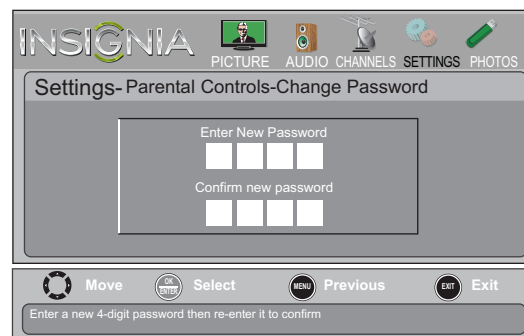 INSIGNIA
PICTURE AUDIO CHANNELS SETTINGS PHOTOS
Settings- Parental Controls-Change Password
Enter New Password
Confirm new password
Move OK ENTER Select MENU Previous EXIT Exit
Enter a new 4-digit password then re-enter it to confirm